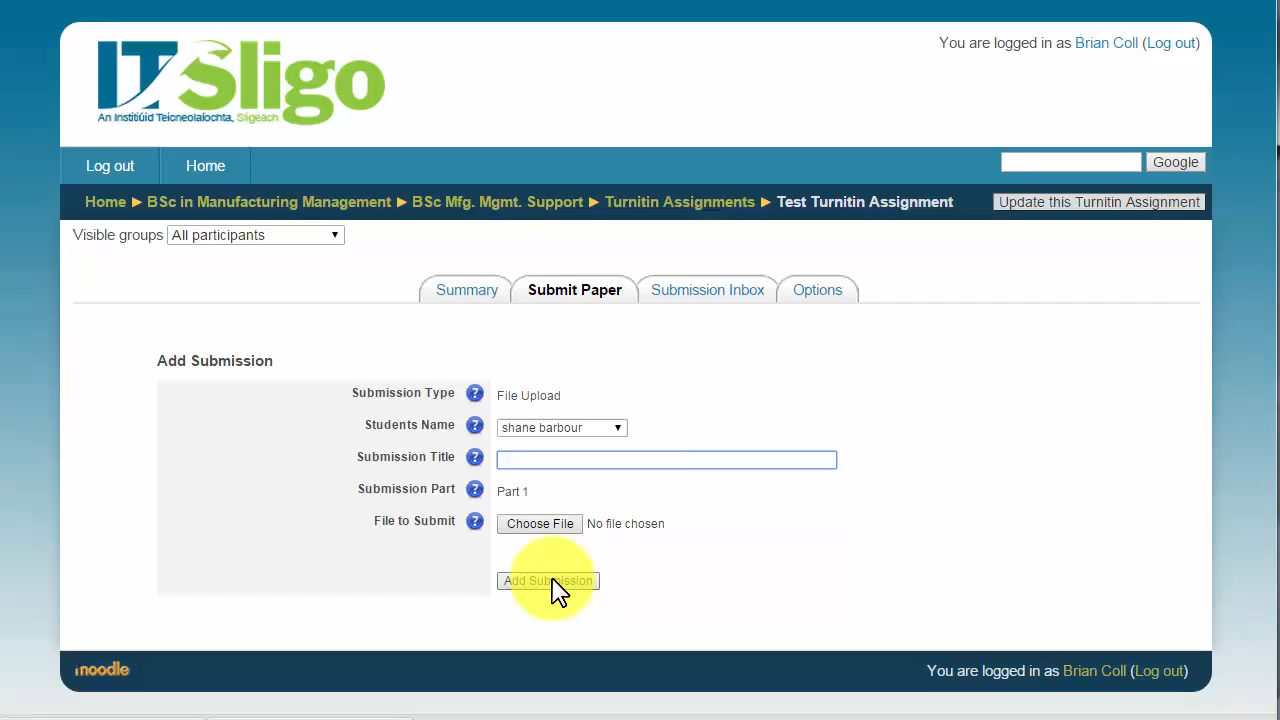 You are logged in as Brian Coll (Log out)
ITSligo
An Institiúid Teicneolaíochta, Sligeach
Log out Home Google
Home ► BSc in Manufacturing Management ► BSc Mfg. Mgmt. Support ► Turnitin Assignments ► Test Turnitin Assignment Update this Turnitin Assignment
Visible groups All participants
Summary Submit Paper Submission Inbox Options
Add Submission
Submission Type ? File Upload
Students Name ? shane barbour
Submission Title ?
Submission Part ? Part 1
File to Submit ? Choose File No file chosen
Add Submission
moodle You are logged in as Brian Coll (Log out)